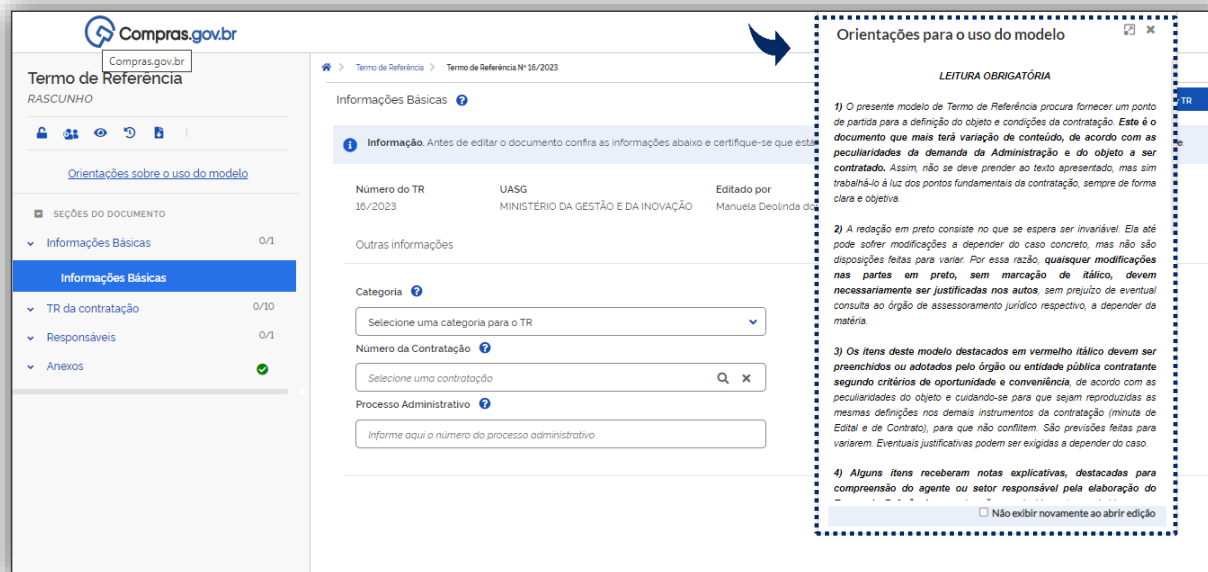 Compras.gov.br
Compras.gov.br
Termo de Referência
RASCUNHO
Orientações sobre o uso do modelo
SEÇÕES DO DOCUMENTO
Informações Básicas 0/1
Informações Básicas
TR da contratação 0/10
Responsáveis 0/1
Anexos
Termo de Referência > Termo de Referência Nº 16/2023
Informações Básicas
TR
Informação. Antes de editar o documento confira as informações abaixo e certifique-se que está
Número do TR UASG Editado por
16/2023 MINISTÉRIO DA GESTÃO E DA INOVAÇÃO Manuela Deolinda do
Outras informações
Categoria
Selecione uma categoria para o TR
Número da Contratação
Selecione uma contratação
Processo Administrativo
Informe aqui o número do processo administrativo
Orientações para o uso do modelo
LEITURA OBRIGATÓRIA
1) O presente modelo de Termo de Referência procura fornecer um ponto
de partida para a definição do objeto e condições da contratação. Este é o
documento que mais terá variação de conteúdo, de acordo com as
peculiaridades da demanda da Administração e do objeto a ser
contratado. Assim, não se deve prender ao texto apresentado, mas sim
trabalhá-lo à luz dos pontos fundamentais da contratação, sempre de forma
clara e objetiva.
2) A redação em preto consiste no que se espera ser invariável. Ela até
pode sofrer modificações a depender do caso concreto, mas não são
disposições feitas para variar. Por essa razão, quaisquer modificações
nas partes em preto, sem marcação de itálico, devem
necessariamente ser justificadas nos autos, sem prejuízo de eventual
consulta ao órgão de assessoramento jurídico respectivo, a depender da
matéria.
3) Os itens deste modelo destacados em vermelho itálico devem ser
preenchidos ou adotados pelo órgão ou entidade pública contratante
segundo critérios de oportunidade e conveniência, de acordo com as
peculiaridades do objeto e cuidando-se para que sejam reproduzidas as
mesmas definições nos demais instrumentos da contratação (minuta de
Edital e de Contrato), para que não conflitem. São previsões feitas para
variarem. Eventuais justificativas podem ser exigidas a depender do caso.
4) Alguns itens receberam notas explicativas, destacadas para
compreensão do agente ou setor responsável pela elaboração do
Não exibir novamente ao abrir edição